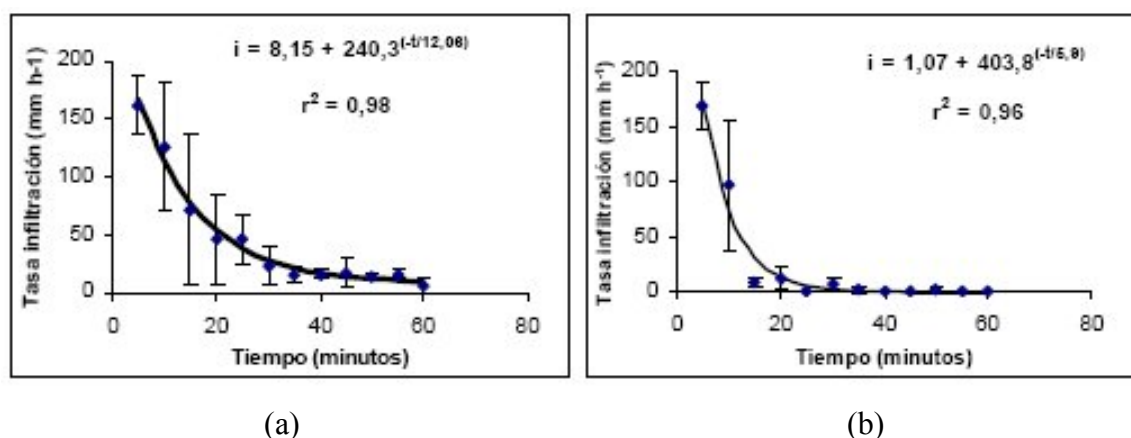 i = 8,15 + 240,3(-t/12,06)
r² = 0,98
Tasa infiltración (mm h-1)
200
150
100
50
0
0 20 40 60 80
Tiempo (minutos)
(a)
i = 1,07 + 403,8(-t/5,9)
r² = 0,96
Tasa infiltración (mm h⁻¹)
200
150
100
50
0
0 20 40 60 80
Tiempo (minutos)
(b)